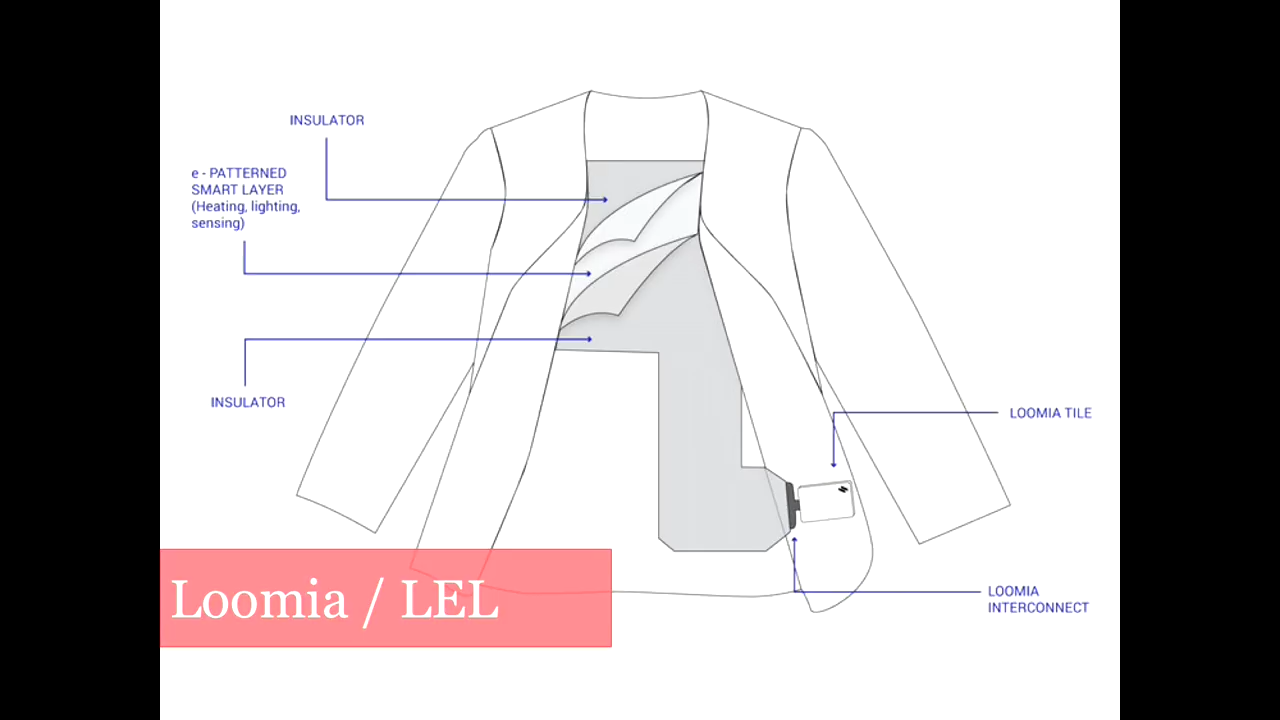 INSULATOR
e - PATTERNED
SMART LAYER
(Heating, lighting,
sensing)
INSULATOR
LOOMIA TILE
LOOMIA
INTERCONNECT
Loomia / LEL